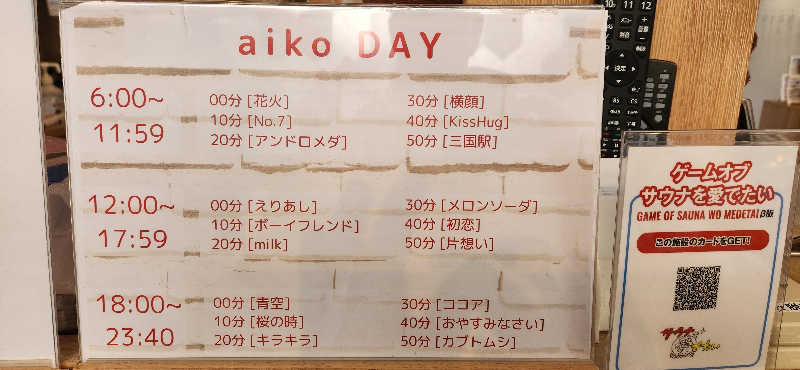 aiko DAY
6:00~
11:59
00分 [花火]
10分 [No.7]
20分 [アンドロメダ]
30分 [横顔]
40分 [KissHug]
50分 [三国駅]
12:00~
17:59
00分 [えりあし]
10分 [ボーイフレンド]
20分 [milk]
30分 [メロンソーダ]
40分 [初恋]
50分 [片想い]
18:00~
23:40
00分 [青空]
10分 [桜の時]
20分 [キラキラ]
30分 [ココア]
40分 [おやすみなさい]
50分 [カブトムシ]
ゲームオブ
サウナを愛でたい
GAME OF SAUNA WO MEDETAI β版
この施設のカードをGET!
10 11 12